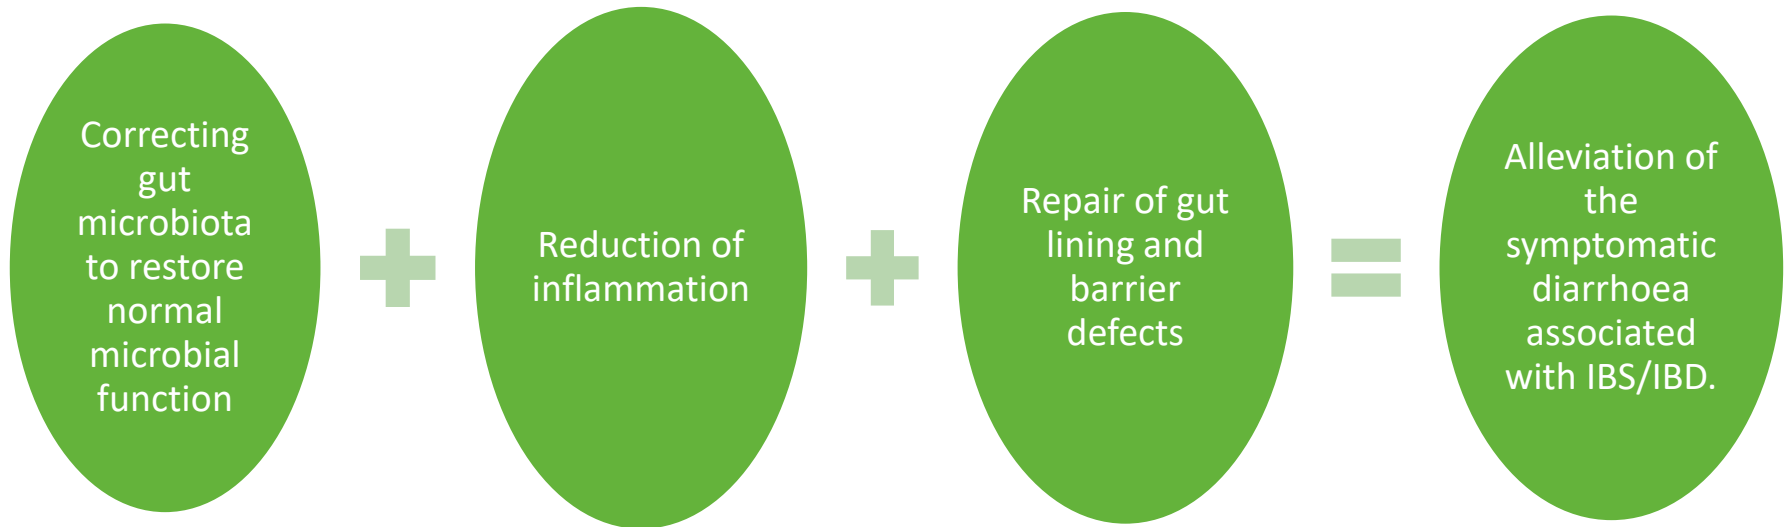 Correcting
gut
microbiota
to restore
normal
microbial
function
Reduction of
inflammation
Repair of gut
lining and
barrier
defects
Alleviation of
the
symptomatic
diarrhoea
associated
with IBS/IBD.